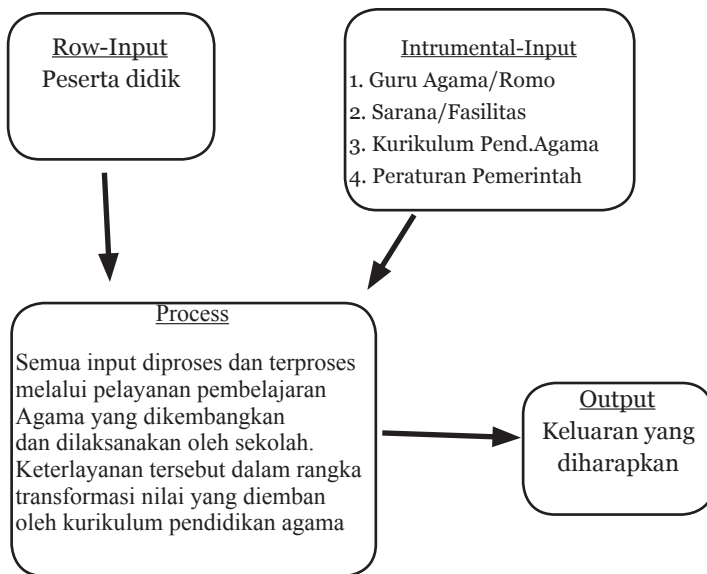 Row-Input
Peserta didik
Intrumental-Input
1. Guru Agama/Romo
2. Sarana/Fasilitas
3. Kurikulum Pend.Agama
4. Peraturan Pemerintah
Process
Semua input diproses dan terproses
melalui pelayanan pembelajaran
Agama yang dikembangkan
dan dilaksanakan oleh sekolah.
Keterlayanan tersebut dalam rangka
transformasi nilai yang diemban
oleh kurikulum pendidikan agama
Output
Keluaran yang
diharapkan